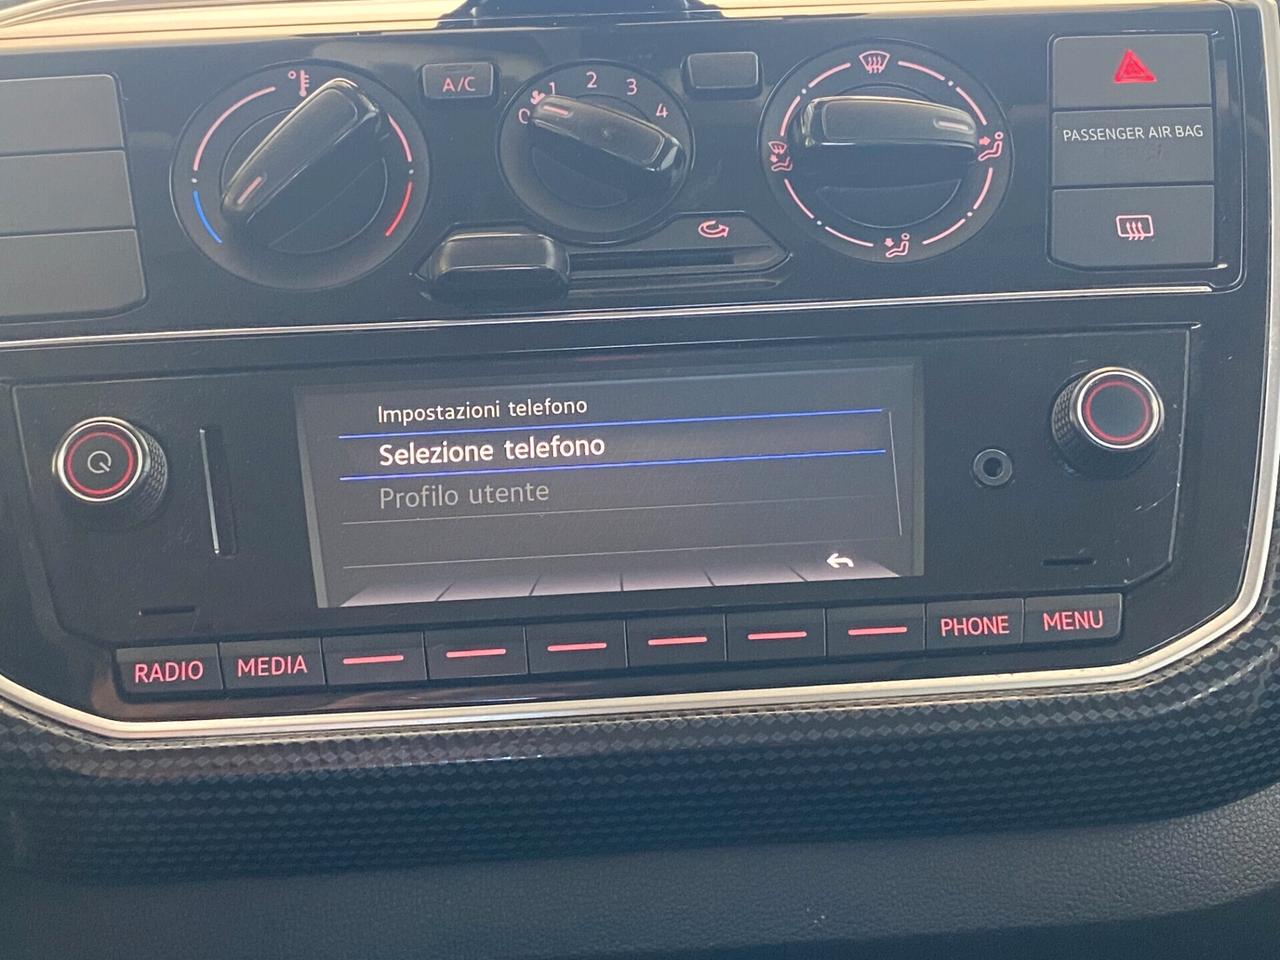 A/C
0 1 2 3 4
PASSENGER AIR BAG
Impostazioni telefono
Selezione telefono
Profilo utente
RADIO MEDIA PHONE MENU